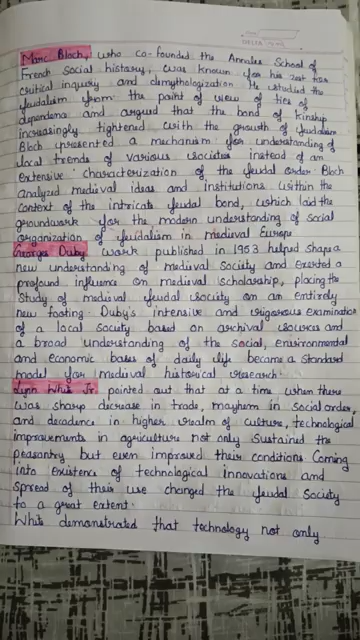 Marc Bloch, who co-founded the Annales School of
French Social history, was known for his zest for
critical inquiry and demythologization. He studied the
feudalism from the point of view of ties of
dependena and argued that the bond of kinship
increasingly tightened with the growth of feudalism
Bloch presented a mechanism for understanding of
local trends of various societies instead of an
extensive characterization of the feudal order. Bloch
analyzed medieval ideas and institutions within the
context of the intricate feudal bond, which laid the
groundwork for the modern understanding of social
organization of feudalism in medieval Europe
Georges Duby work published in 1953 helped shape a
new understanding of medieval society and exerted a
profound influence on medieval scholarship, placing the
study of medieval feudal society on an entirely
new footing. Duby's intensive and rigorous examination
of a local society based on archival sources and
a broad understanding of the social, environmental
and economic bases of daily life became a standard
model for medieval historical research.
Lynn White Jr. pointed out that at a time when there
was sharp decrease in trade, mayhem in social order,
and decadence in higher realm of culture, technological
improvements in agriculture not only sustained the
peasantry but even improved their conditions. Coming
into existence of technological innovations and
spread of their use changed the feudal society
to a great extent.
White demonstrated that technology not only